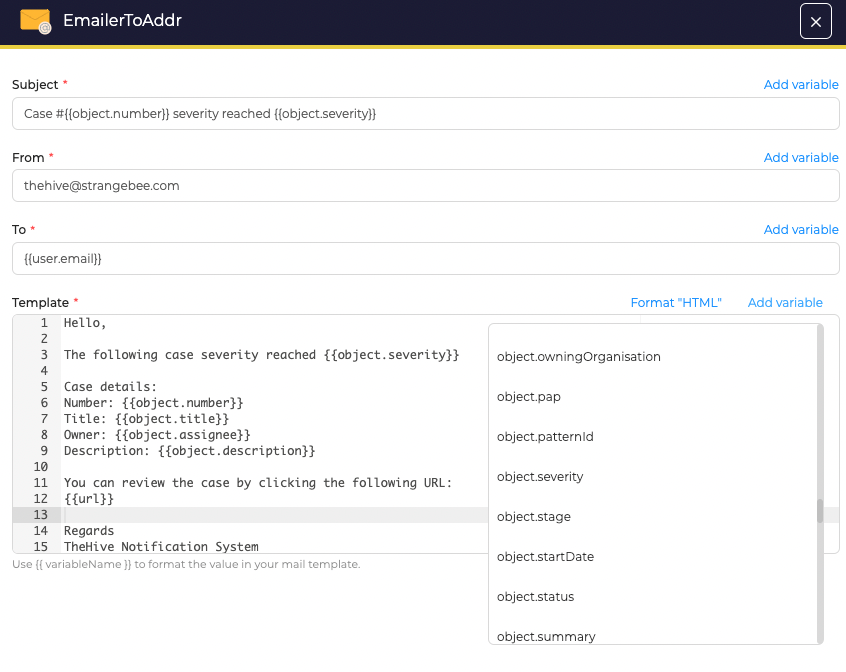 EmailerToAddr
Subject * Add variable
Case #{{object.number}} severity reached {{object.severity}}
From * Add variable
thehive@strangebee.com
To * Add variable
{{user.email}}
Template * Format "HTML" Add variable
1 Hello,
2
3 The following case severity reached {{object.severity}}
4
5 Case details:
6 Number: {{object.number}}
7 Title: {{object.title}}
8 Owner: {{object.assignee}}
9 Description: {{object.description}}
10
11 You can review the case by clicking the following URL:
12 {{url}}
13
14 Regards
15 TheHive Notification System
Use {{ variableName }} to format the value in your mail template.
object.owningOrganisation
object.pap
object.patternId
object.severity
object.stage
object.startDate
object.status
object.summary